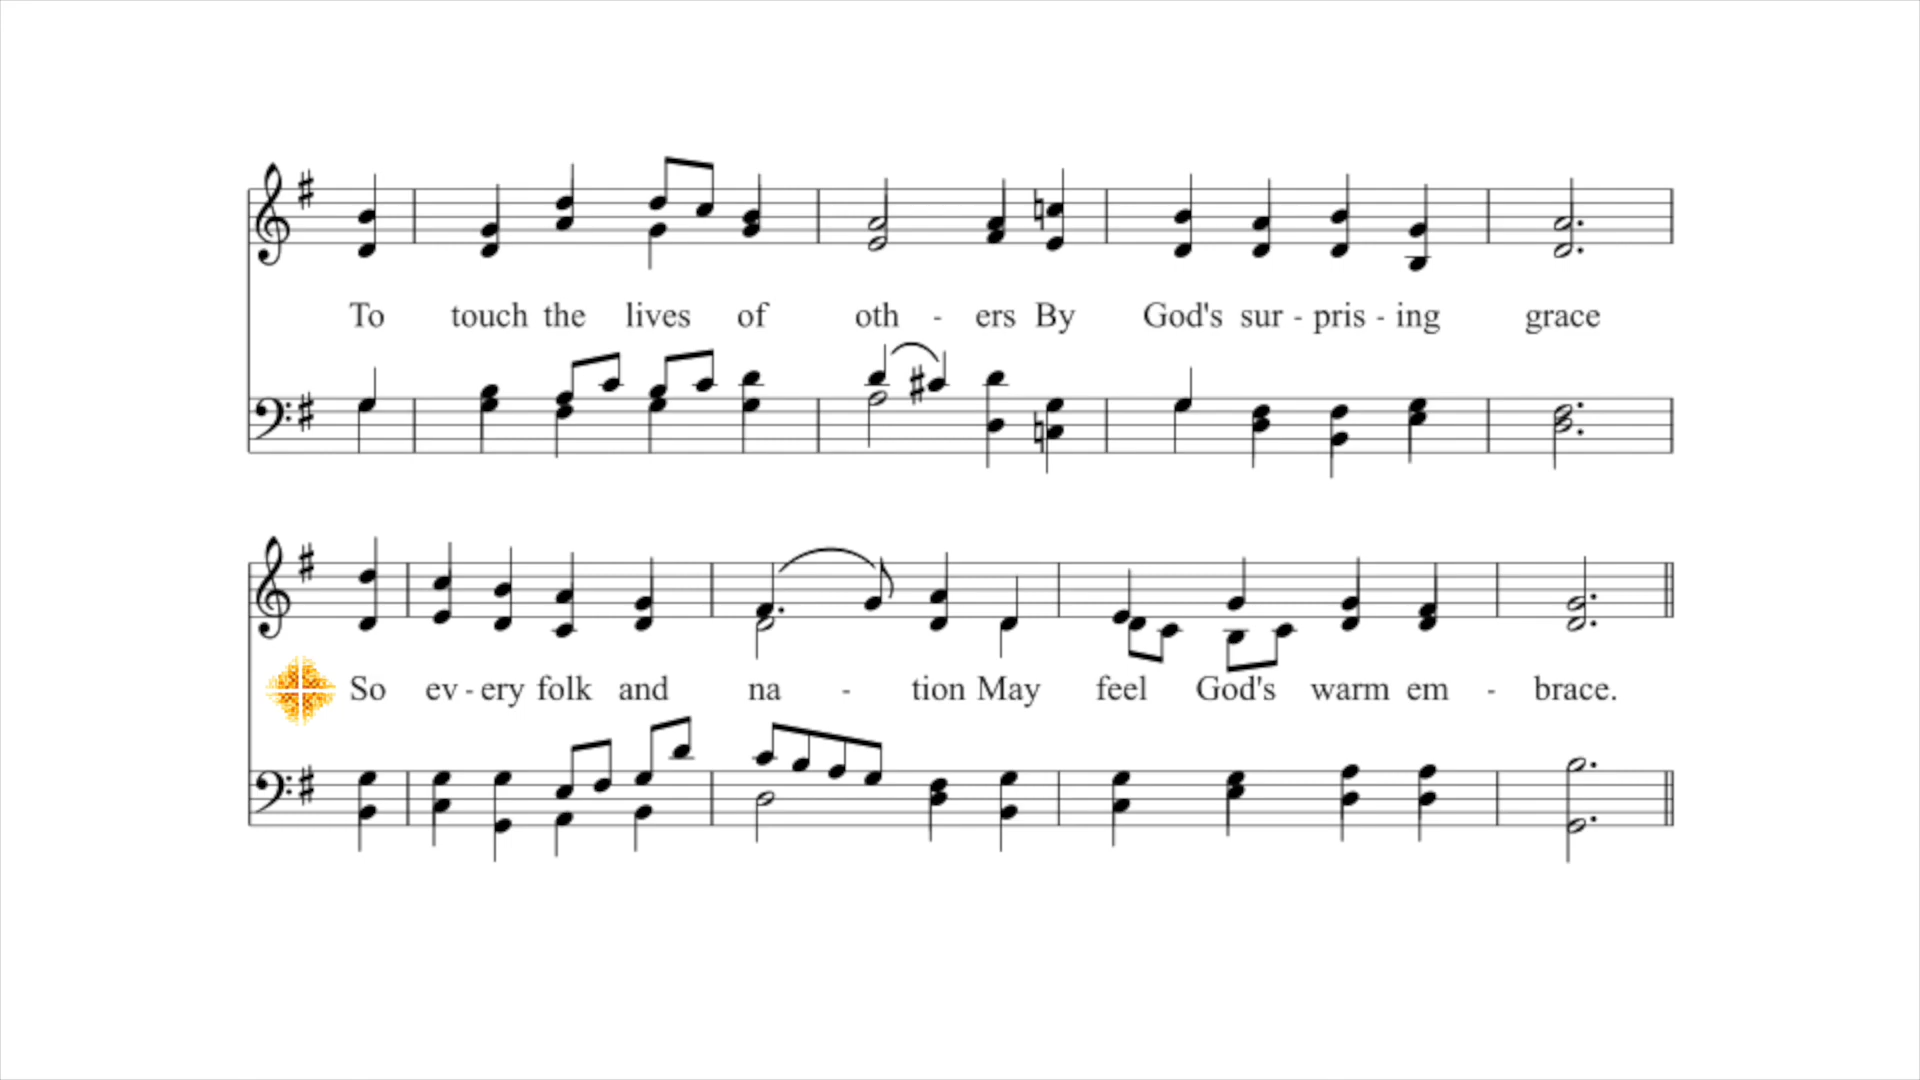 To touch the lives of oth - ers By God's sur - pris - ing grace
So ev - ery folk and na - tion May feel God's warm em - brace.